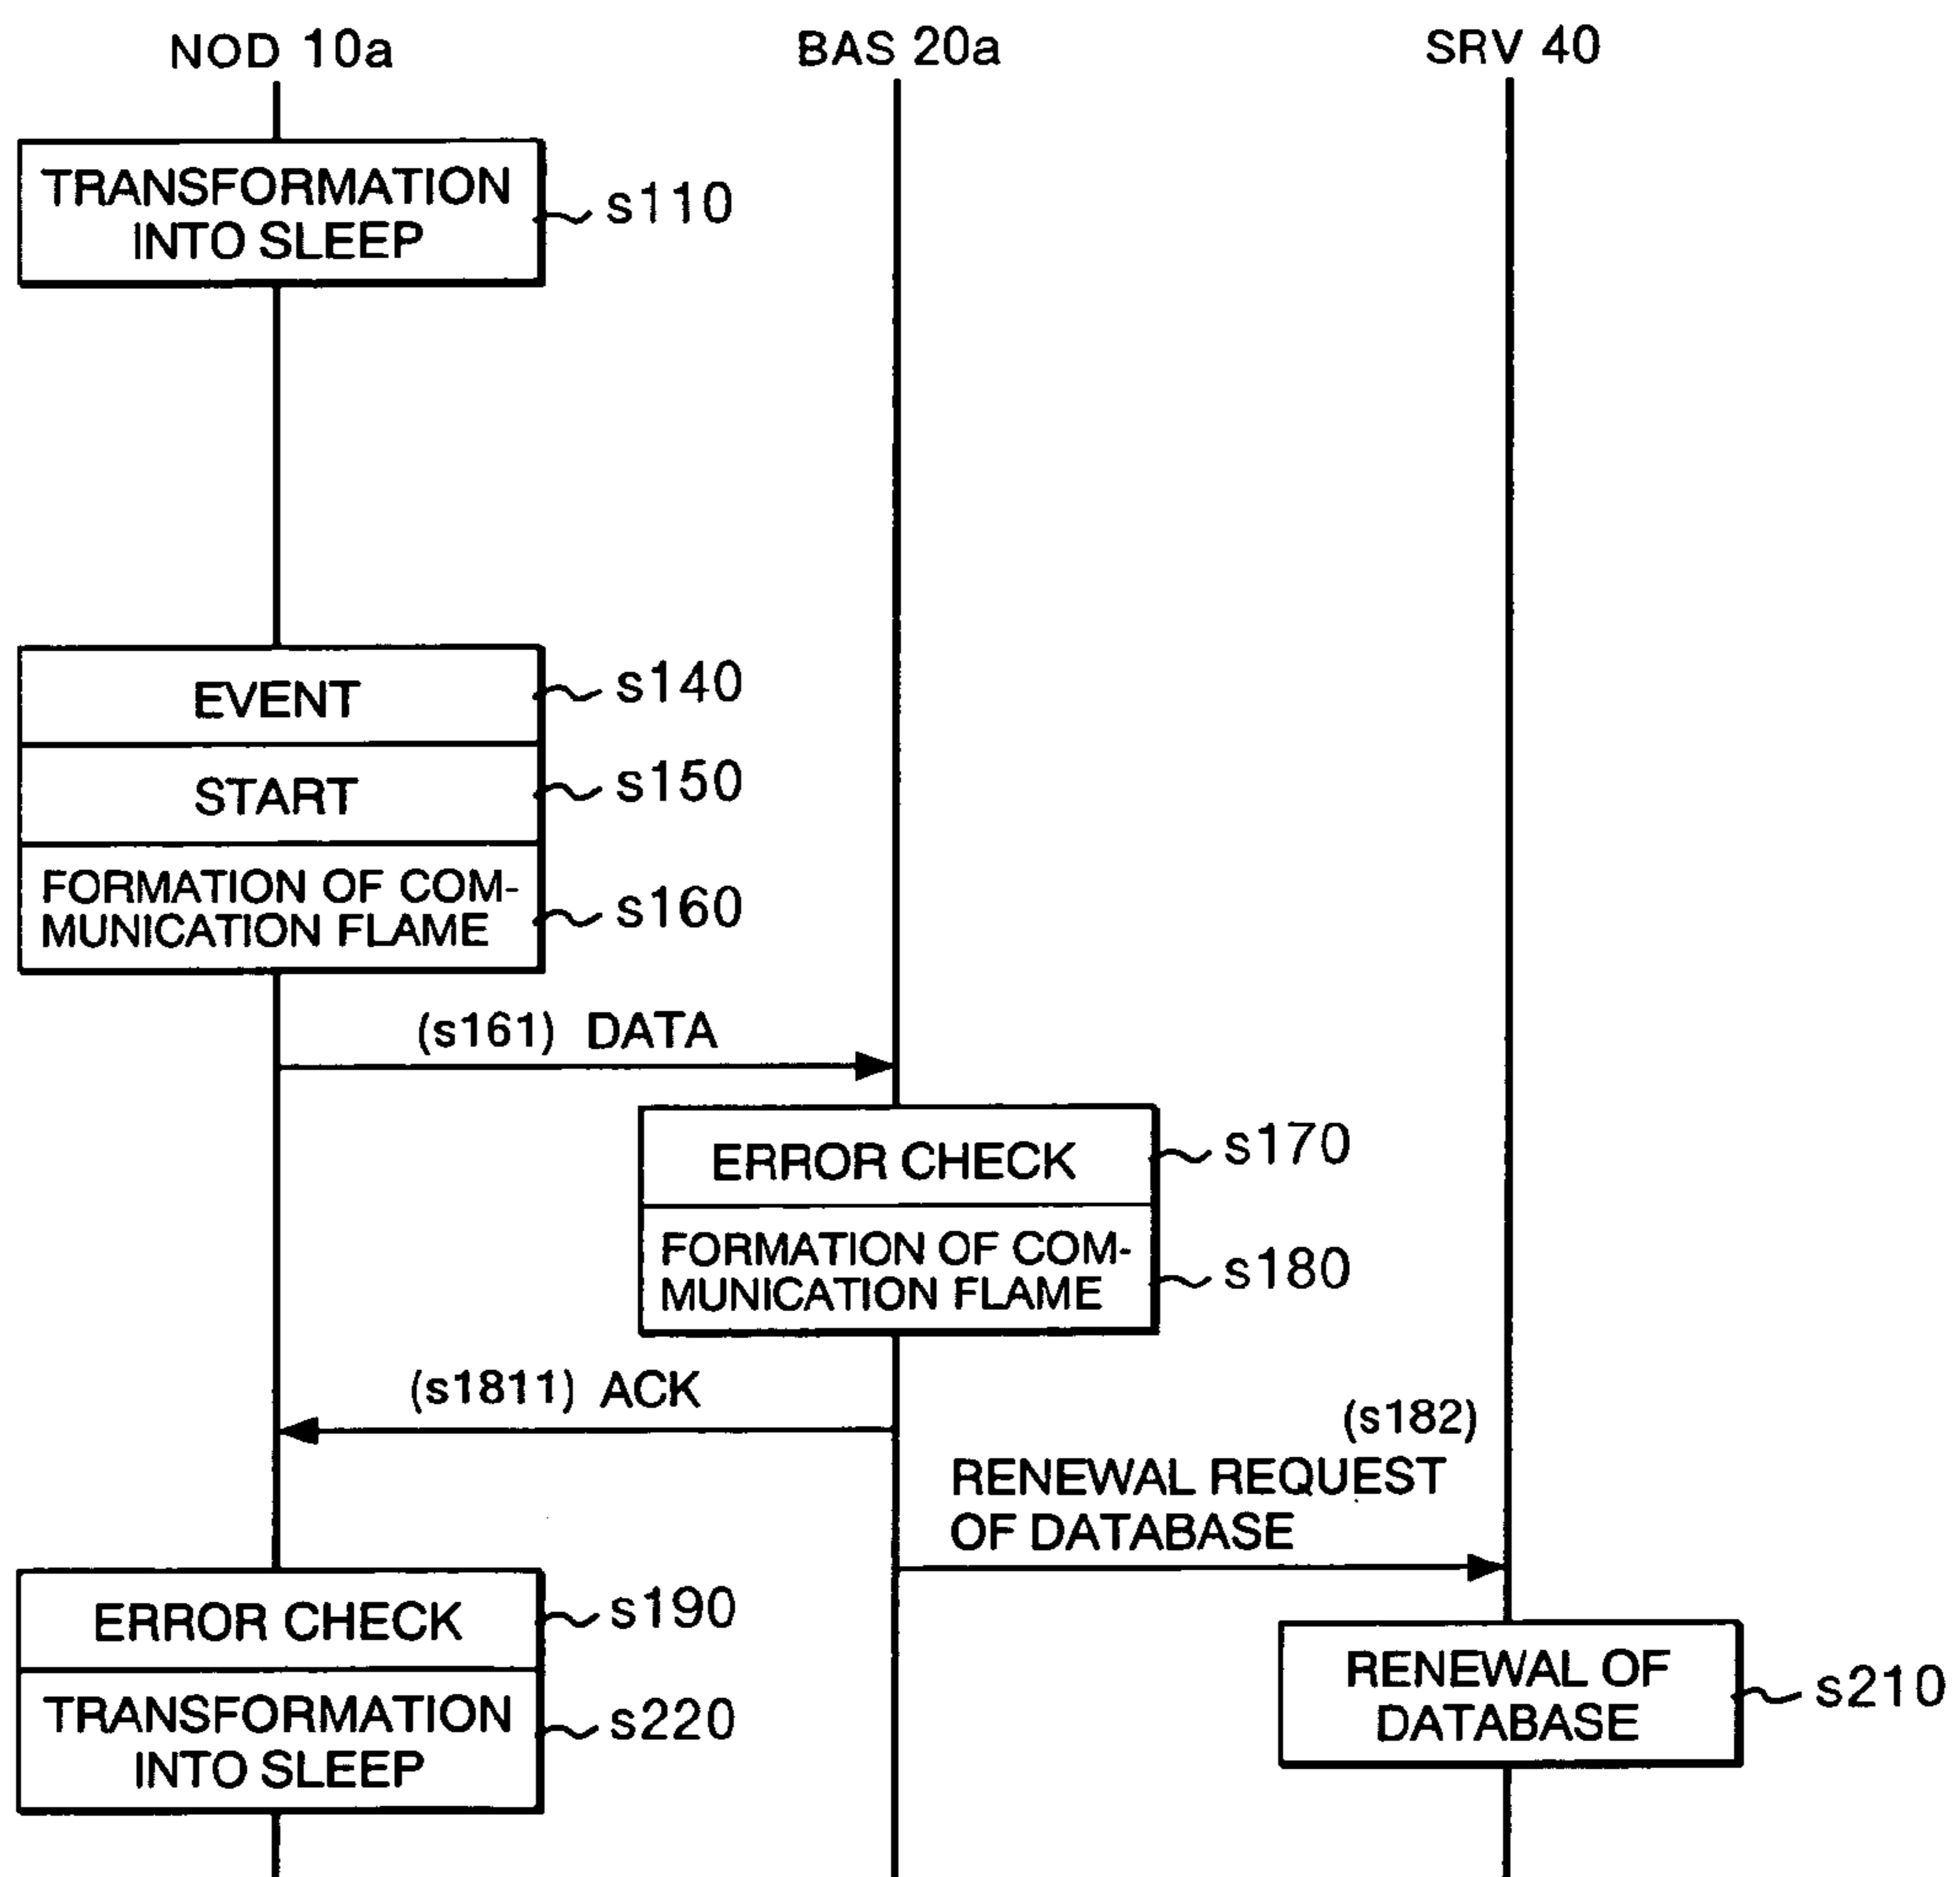 NOD 10a
BAS 20a
SRV 40
TRANSFORMATION
INTO SLEEP
s110
EVENT
s140
START
s150
FORMATION OF COM-
MUNICATION FLAME
s160
(s161) DATA
ERROR CHECK
s170
FORMATION OF COM-
MUNICATION FLAME
s180
(s1811) ACK
(s182)
RENEWAL REQUEST
OF DATABASE
ERROR CHECK
s190
TRANSFORMATION
INTO SLEEP
s220
RENEWAL OF
DATABASE
s210